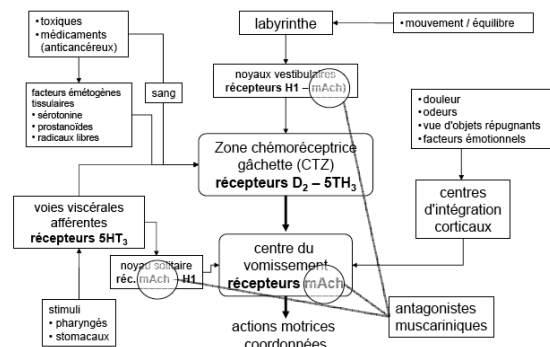 • toxiques
• médicaments
(anticancéreux)
labyrinthe
• mouvement / équilibre
facteurs émétogènes
tissulaires
• sérotonine
• prostanoïdes
• radicaux libres
sang
noyaux vestibulaires
récepteurs H1 – mAch)
• douleur
• odeurs
• vue d'objets répugnants
• facteurs émotionnels
Zone chémoréceptrice
gâchette (CTZ)
récepteurs D2 – 5TH3
voies viscérales
afférentes
récepteurs 5HT3
centres
d'intégration
corticaux
noyau solitaire
réc. mAch H1
centre du
vomissement
récepteurs mAch
stimuli
• pharyngés
• stomacaux
antagonistes
muscariniques
actions motrices
coordonnées